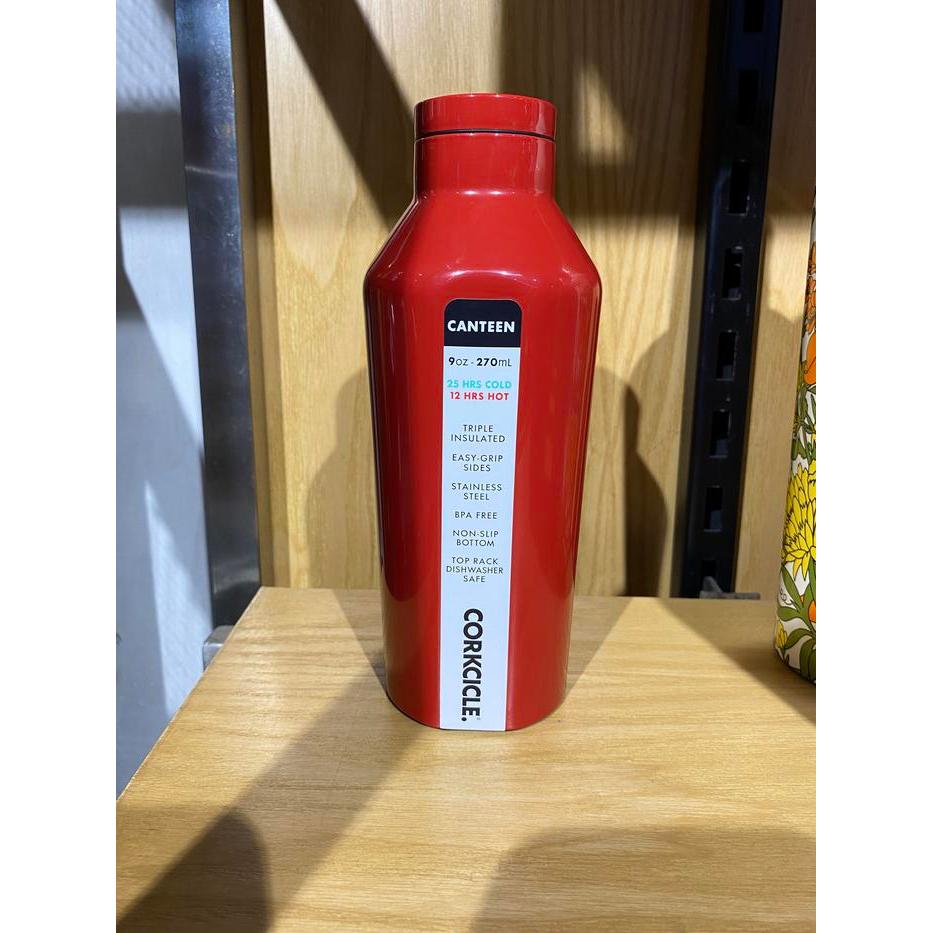 CANTEEN
9oz - 270mL
25 HRS COLD
12 HRS HOT
TRIPLE
INSULATED
EASY-GRIP
SIDES
STAINLESS
STEEL
BPA FREE
NON-SLIP
BOTTOM
TOP RACK
DISHWASHER
SAFE
CORKCICLE.